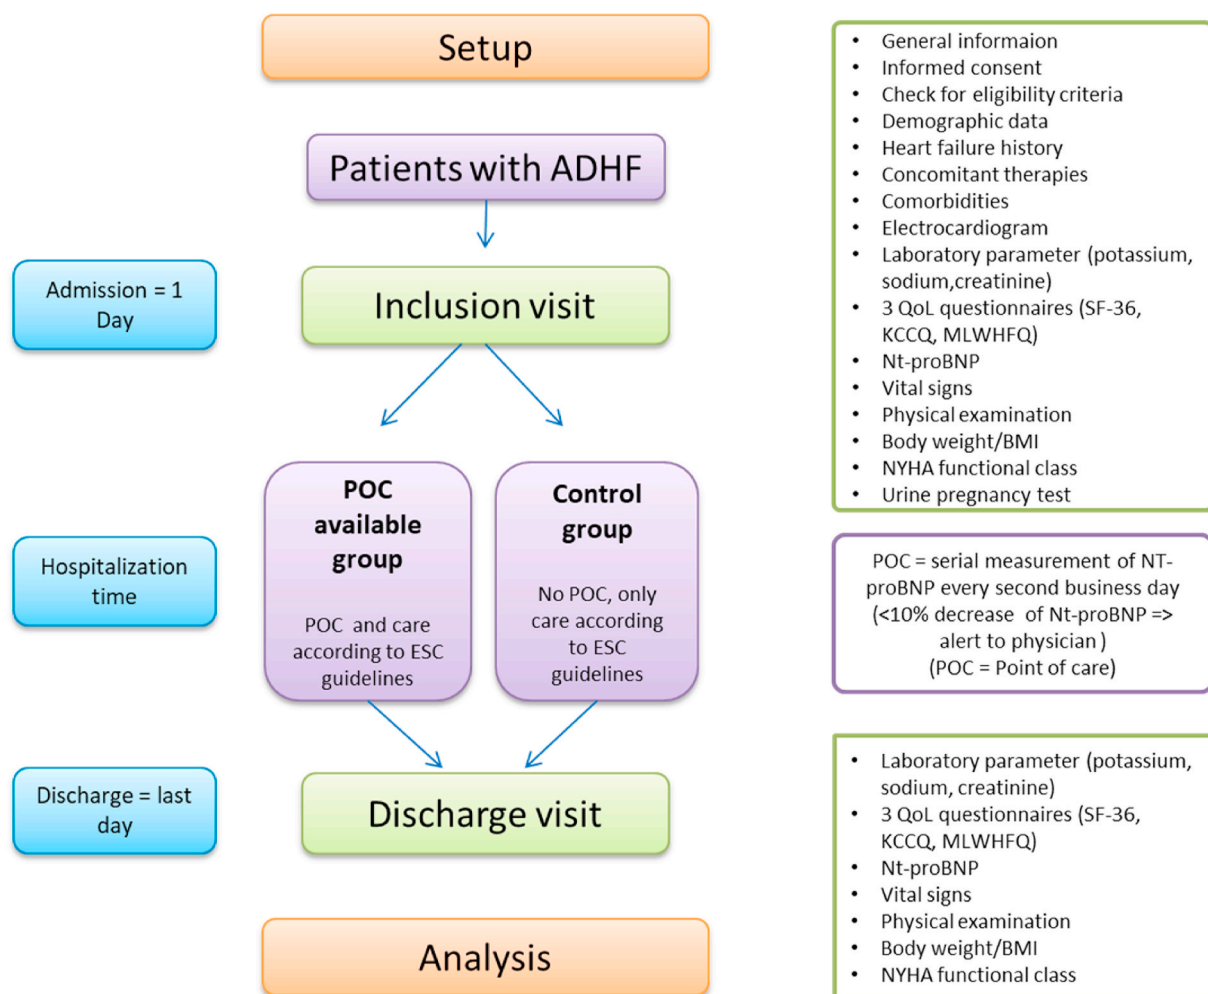 Setup
Patients with ADHF
Admission = 1
Day
Inclusion visit
POC
available
group
POC and care
according to ESC
guidelines
Control
group
No POC, only
care according
to ESC
guidelines
Hospitalization
time
Discharge = last
day
Discharge visit
Analysis
• General informaion
• Informed consent
• Check for eligibility criteria
• Demographic data
• Heart failure history
• Concomitant therapies
• Comorbidities
• Electrocardiogram
• Laboratory parameter (potassium,
sodium,creatinine)
• 3 QoL questionnaires (SF-36,
KCCQ, MLWHFQ)
• Nt-proBNP
• Vital signs
• Physical examination
• Body weight/BMI
• NYHA functional class
• Urine pregnancy test
POC = serial measurement of NT-
proBNP every second business day
(<10% decrease of Nt-proBNP =>
alert to physician )
(POC = Point of care)
• Laboratory parameter (potassium,
sodium, creatinine)
• 3 QoL questionnaires (SF-36,
KCCQ, MLWHFQ)
• Nt-proBNP
• Vital signs
• Physical examination
• Body weight/BMI
• NYHA functional class